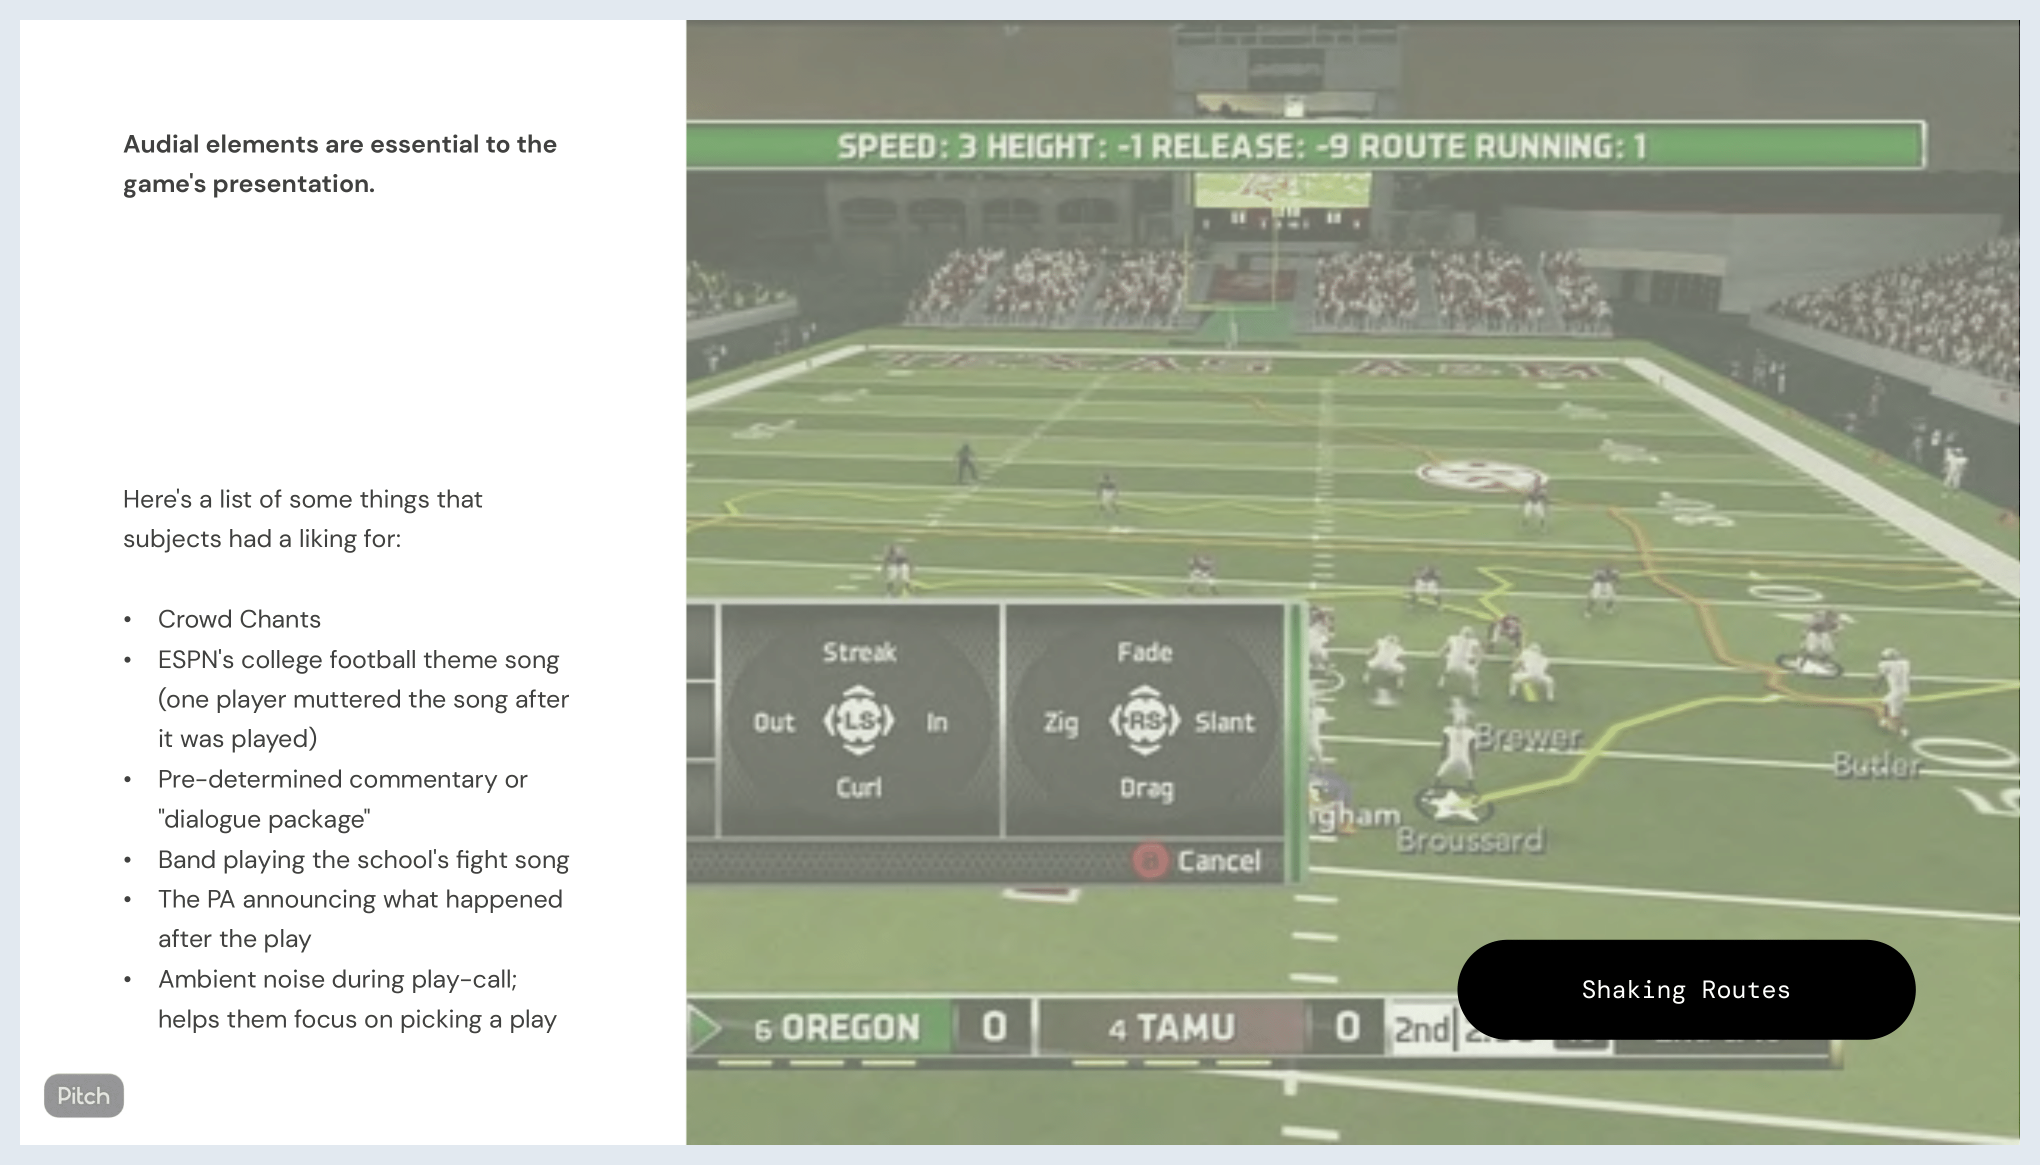 Audial elements are essential to the
game's presentation.
Here's a list of some things that
subjects had a liking for:
• Crowd Chants
• ESPN's college football theme song
(one player muttered the song after
it was played)
• Pre-determined commentary or
"dialogue package"
• Band playing the school's fight song
• The PA announcing what happened
after the play
• Ambient noise during play-call;
helps them focus on picking a play
Pitch
SPEED: 3 HEIGHT: -1 RELEASE: -9 ROUTE RUNNING: 1
TEXAS A&M
Streak
Out LS In
Curl
Fade
Zig RS Slant
Drag
B Cancel
Brewer
Butler
gham
Broussard
Shaking Routes
6 OREGON 0 4 TAMU 0 2nd